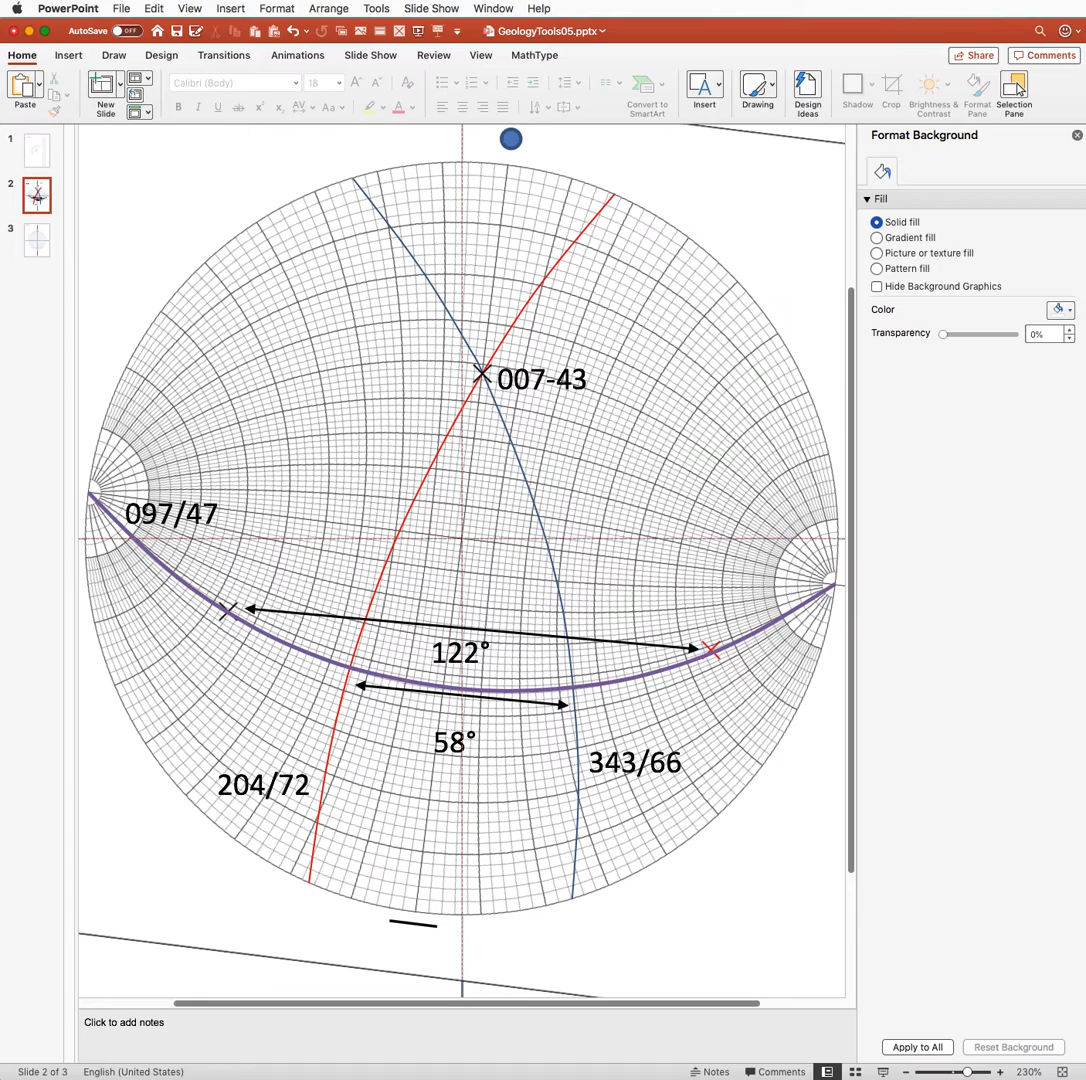 PowerPoint File Edit View Insert Format Arrange Tools Slide Show Window Help
AutoSave OFF GeologyTools05.pptx
Home Insert Draw Design Transitions Animations Slide Show Review View MathType Share Comments
Paste New Slide Calibri (Body) 18 Convert to SmartArt Insert Drawing Design Ideas Shadow Crop Brightness & Contrast Format Pane Selection Pane
1
2
3
007-43
097/47
122°
58°
343/66
204/72
Format Background
Fill
Solid fill
Gradient fill
Picture or texture fill
Pattern fill
Hide Background Graphics
Color
Transparency 0%
Apply to All Reset Background
Click to add notes
Slide 2 of 3 English (United States) Notes Comments 230%